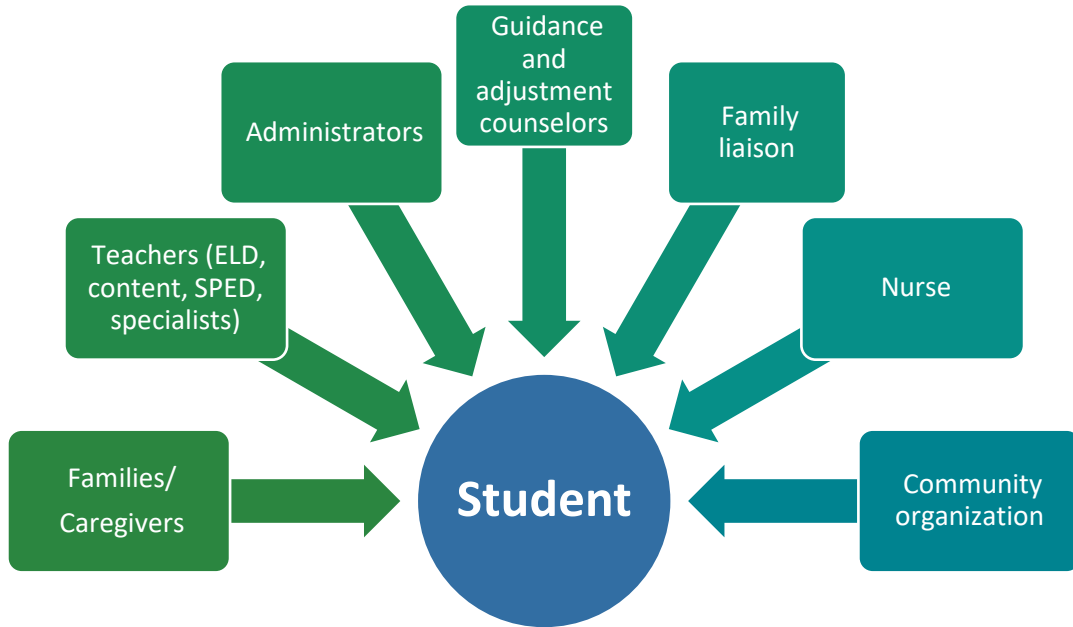 Guidance
and
adjustment
counselors
Administrators
Family
liaison
Teachers (ELD,
content, SPED,
specialists)
Nurse
Families/
Caregivers
Student
Community
organization